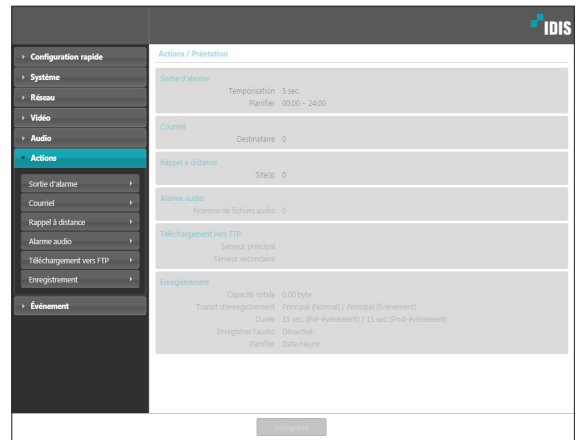 IDIS
Configuration rapide
Système
Réseau
Vidéo
Audio
Actions
Sortie d'alarme
Courriel
Rappel à distance
Alarme audio
Téléchargement vers FTP
Enregistrement
Événement
Actions / Préntation
Sortie d'alarme
Temporisation 5 sec.
Planifier 00:00 ~ 24:00
Courriel
Destinataire 0
Rappel à distance
Site(s) 0
Alarme audio
Nombre de fichiers audio 0
Téléchargement vers FTP
Serveur principal
Serveur secondaire
Enregistrement
Capacité totale 0.00 byte
Transit d'enregistrement Principal (Normal) / Principal (Événement)
Durée 15 sec. (Pré-événement) / 15 sec. (Post-événement)
Enregistrer l'audio Désactivé
Planifier Date/Heure
Enregistrer